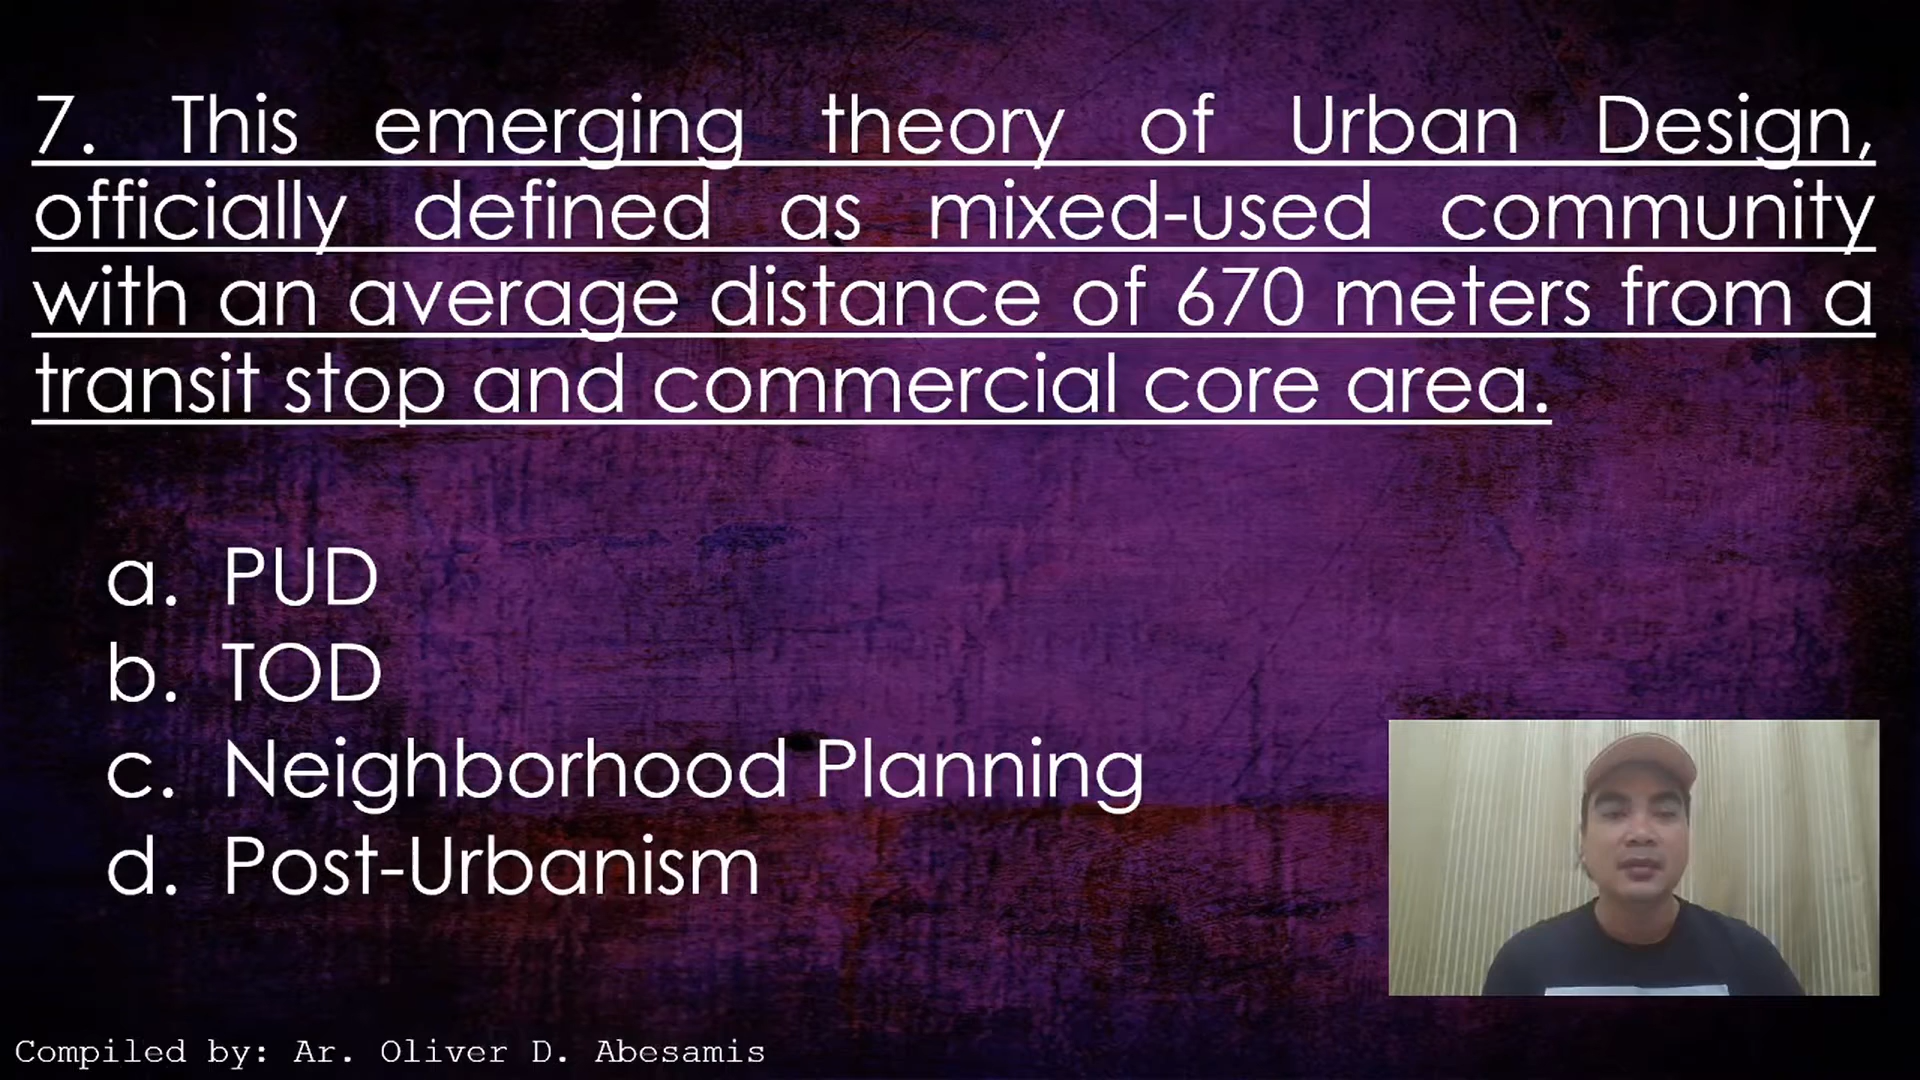 7. This emerging theory of Urban Design,
officially defined as mixed-used community
with an average distance of 670 meters from a
transit stop and commercial core area.
a. PUD
b. TOD
c. Neighborhood Planning
d. Post-Urbanism
Compiled by: Ar. Oliver D. Abesamis